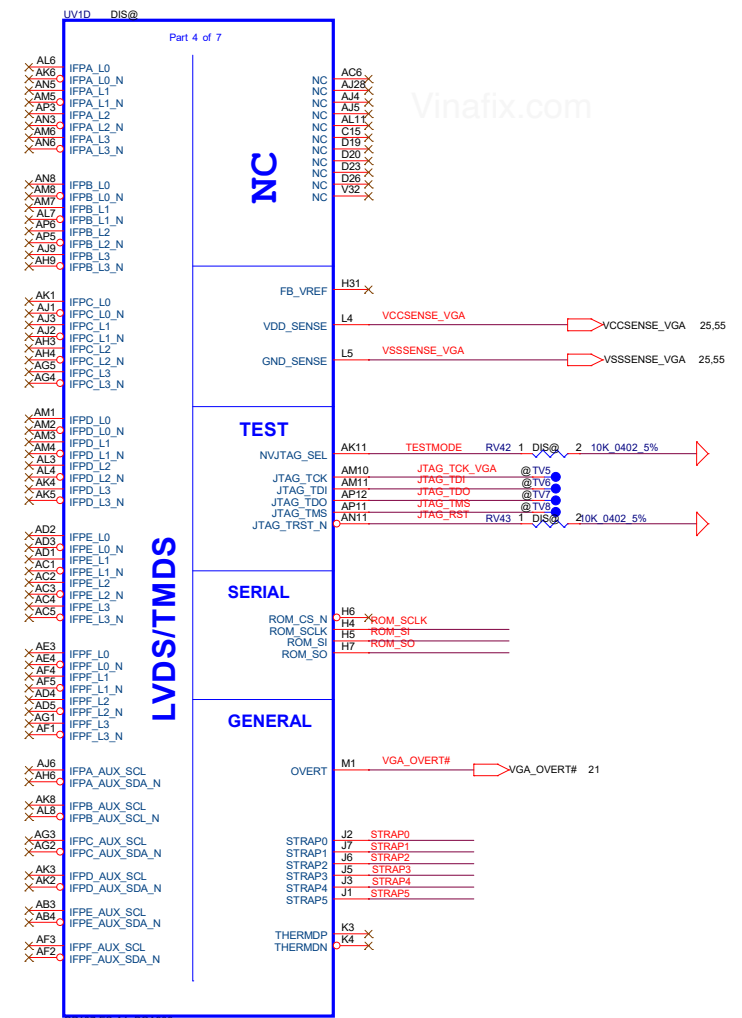 UV1D DIS@
Part 4 of 7
Vinafix.com
AL6 IFPA_L0
AK6 IFPA_L0_N
AN5 IFPA_L1
AM5 IFPA_L1_N
AP3 IFPA_L2
AN3 IFPA_L2_N
AM6 IFPA_L3
AN6 IFPA_L3_N
AN8 IFPB_L0
AM8 IFPB_L0_N
AM7 IFPB_L1
AL7 IFPB_L1_N
AP6 IFPB_L2
AP5 IFPB_L2_N
AJ9 IFPB_L3
AH9 IFPB_L3_N
AK1 IFPC_L0
AJ1 IFPC_L0_N
AJ3 IFPC_L1
AJ2 IFPC_L1_N
AH3 IFPC_L2
AH4 IFPC_L2_N
AG5 IFPC_L3
AG4 IFPC_L3_N
AM1 IFPD_L0
AM2 IFPD_L0_N
AM3 IFPD_L1
AM4 IFPD_L1_N
AL3 IFPD_L2
AL4 IFPD_L2_N
AK4 IFPD_L3
AK5 IFPD_L3_N
AD2 IFPE_L0
AD3 IFPE_L0_N
AD1 IFPE_L1
AC1 IFPE_L1_N
AC2 IFPE_L2
AC3 IFPE_L2_N
AC4 IFPE_L3
AC5 IFPE_L3_N
AE3 IFPF_L0
AE4 IFPF_L0_N
AF4 IFPF_L1
AF5 IFPF_L1_N
AD4 IFPF_L2
AD5 IFPF_L2_N
AG1 IFPF_L3
AF1 IFPF_L3_N
AJ6 IFPA_AUX_SCL
AH6 IFPA_AUX_SDA_N
AK8 IFPB_AUX_SCL
AL8 IFPB_AUX_SCL_N
AG3 IFPC_AUX_SCL
AG2 IFPC_AUX_SDA_N
AK3 IFPD_AUX_SCL
AK2 IFPD_AUX_SDA_N
AB3 IFPE_AUX_SCL
AB4 IFPE_AUX_SDA_N
AF3 IFPF_AUX_SCL
AF2 IFPF_AUX_SDA_N
LVDS/TMDS
NC
NC AC6
NC AJ28
NC AJ4
NC AJ5
NC AL11
NC C15
NC D19
NC D20
NC D23
NC D26
NC V32
FB_VREF H31
VDD_SENSE L4 VCCSENSE_VGA VCCSENSE_VGA 25,55
GND_SENSE L5 VSSSENSE_VGA VSSSENSE_VGA 25,55
TEST
NVJTAG_SEL AK11 TESTMODE RV42 1 DIS@ 2 10K_0402_5%
JTAG_TCK AM10 JTAG_TCK_VGA @ TV5
JTAG_TDI AM11 JTAG_TDI @ TV6
JTAG_TDO AP12 JTAG_TDO @ TV7
JTAG_TMS AP11 JTAG_TMS @ TV8
JTAG_TRST_N AN11 JTAG_RST RV43 1 DIS@ 2 10K_0402_5%
SERIAL
ROM_CS_N H6
ROM_SCLK H4 ROM_SCLK
ROM_SI H5 ROM_SI
ROM_SO H7 ROM_SO
GENERAL
OVERT M1 VGA_OVERT# VGA_OVERT# 21
STRAP0 J2 STRAP0
STRAP1 J7 STRAP1
STRAP2 J6 STRAP2
STRAP3 J5 STRAP3
STRAP4 J3 STRAP4
STRAP5 J1 STRAP5
THERMDP K3
THERMDN K4